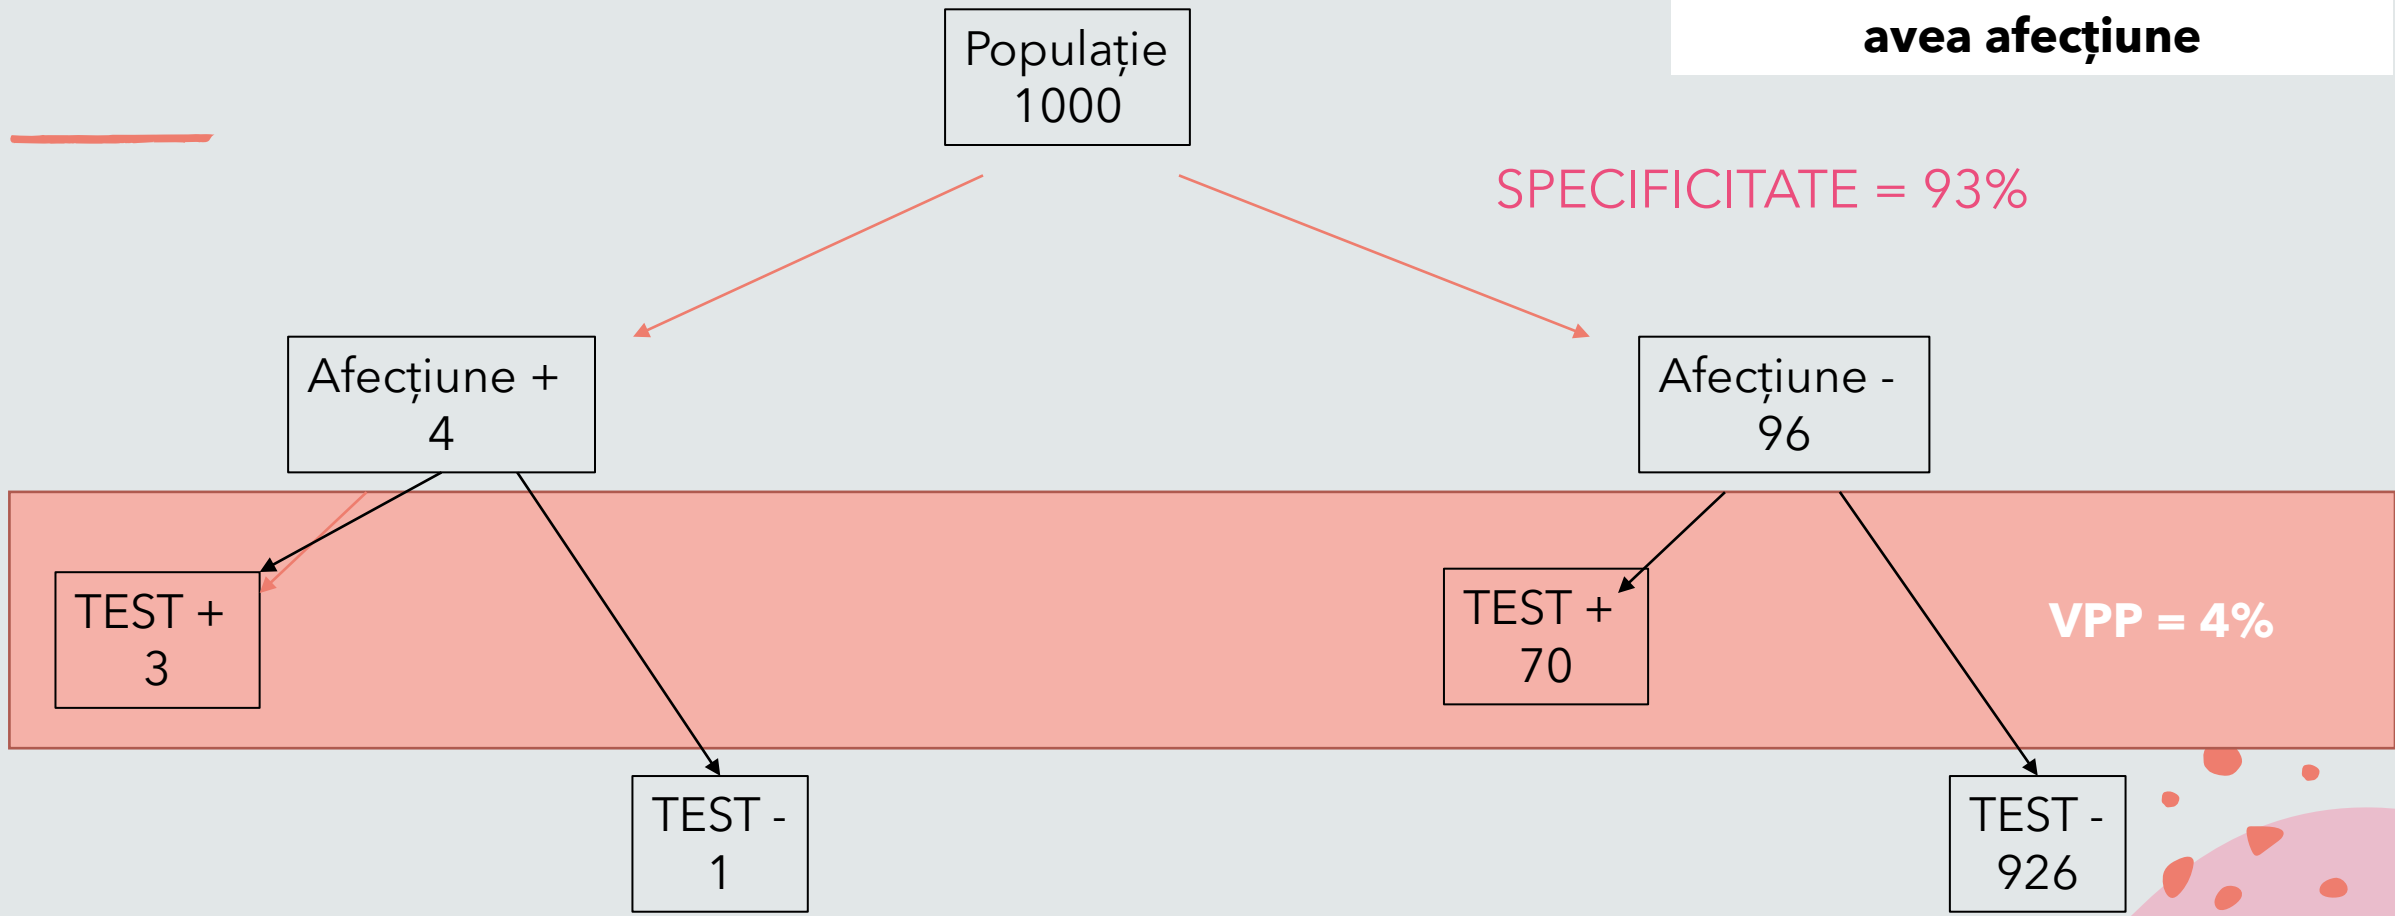 avea afecțiune
Populație
1000
SPECIFICITATE = 93%
Afecțiune +
4
Afecțiune -
96
TEST +
3
TEST +
70
VPP = 4%
TEST -
1
TEST -
926